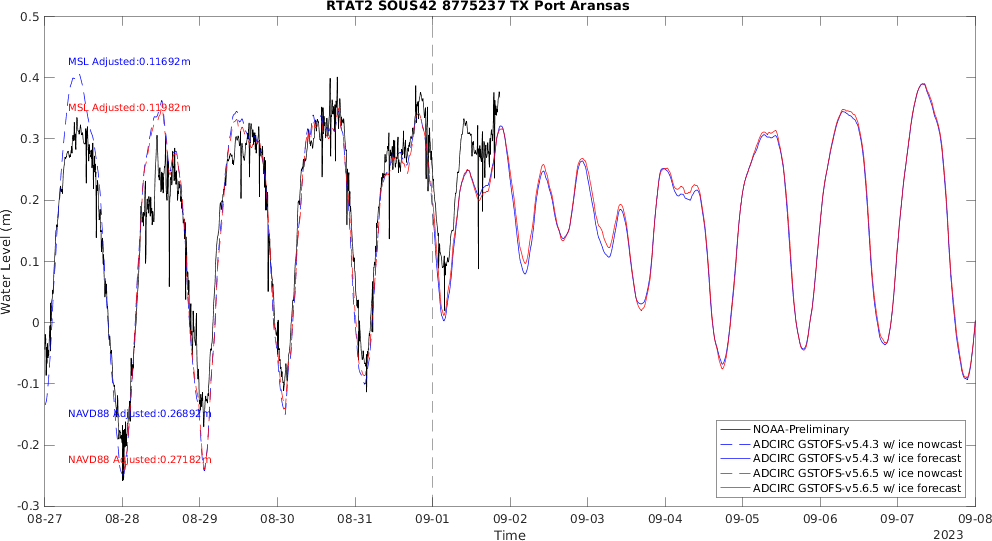 RTAT2 SOUS42 8775237 TX Port Aransas
0.5
0.4
0.3
0.2
0.1
0
-0.1
-0.2
-0.3
Water Level (m)
MSL Adjusted:0.11692m
MSL Adjusted:0.11982m
NAVD88 Adjusted:0.26892m
NAVD88 Adjusted:0.27182m
NOAA-Preliminary
ADCIRC GSTOFS-v5.4.3 w/ ice nowcast
ADCIRC GSTOFS-v5.4.3 w/ ice forecast
ADCIRC GSTOFS-v5.6.5 w/ ice nowcast
ADCIRC GSTOFS-v5.6.5 w/ ice forecast
08-27 08-28 08-29 08-30 08-31 09-01 09-02 09-03 09-04 09-05 09-06 09-07 09-08
Time
2023